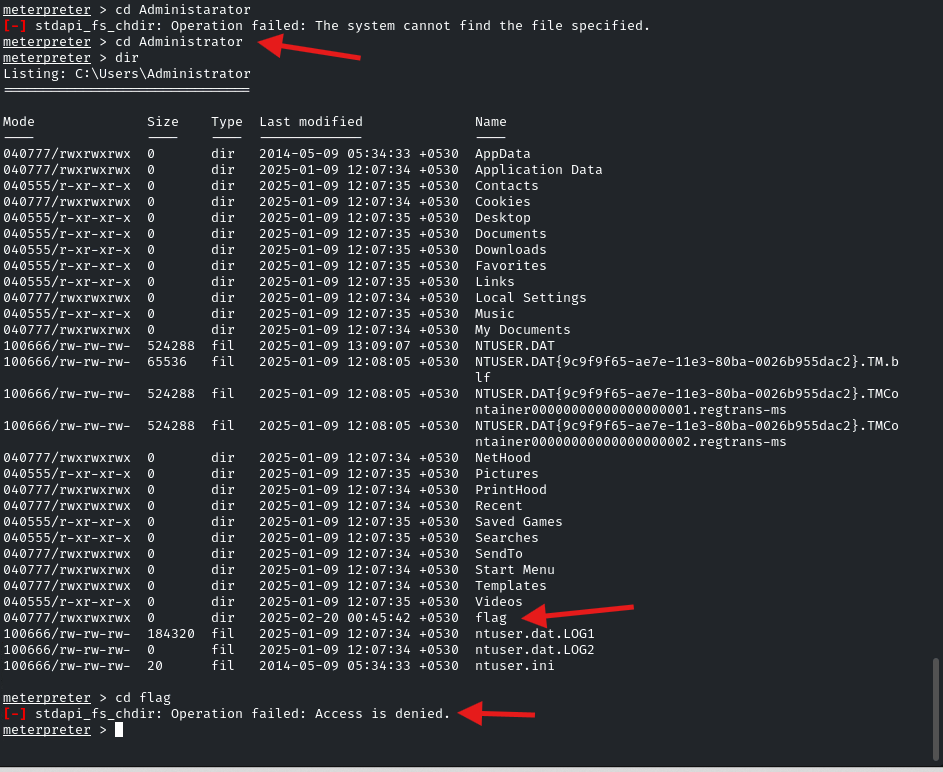 meterpreter > cd Administarator
[-] stdapi_fs_chdir: Operation failed: The system cannot find the file specified.
meterpreter > cd Administrator
meterpreter > dir
Listing: C:\Users\Administrator
===============================
Mode              Size    Type  Last modified              Name
----              ----    ----  -------------              ----
040777/rwxrwxrwx  0       dir   2014-05-09 05:34:33 +0530  AppData
040777/rwxrwxrwx  0       dir   2025-01-09 12:07:34 +0530  Application Data
040555/r-xr-xr-x  0       dir   2025-01-09 12:07:35 +0530  Contacts
040777/rwxrwxrwx  0       dir   2025-01-09 12:07:34 +0530  Cookies
040555/r-xr-xr-x  0       dir   2025-01-09 12:07:35 +0530  Desktop
040555/r-xr-xr-x  0       dir   2025-01-09 12:07:35 +0530  Documents
040555/r-xr-xr-x  0       dir   2025-01-09 12:07:35 +0530  Downloads
040555/r-xr-xr-x  0       dir   2025-01-09 12:07:35 +0530  Favorites
040555/r-xr-xr-x  0       dir   2025-01-09 12:07:35 +0530  Links
040777/rwxrwxrwx  0       dir   2025-01-09 12:07:34 +0530  Local Settings
040555/r-xr-xr-x  0       dir   2025-01-09 12:07:35 +0530  Music
040777/rwxrwxrwx  0       dir   2025-01-09 12:07:34 +0530  My Documents
100666/rw-rw-rw-  524288  fil   2025-01-09 13:09:07 +0530  NTUSER.DAT
100666/rw-rw-rw-  65536   fil   2025-01-09 12:08:05 +0530  NTUSER.DAT{9c9f9f65-ae7e-11e3-80ba-0026b955dac2}.TM.b
lf
100666/rw-rw-rw-  524288  fil   2025-01-09 12:08:05 +0530  NTUSER.DAT{9c9f9f65-ae7e-11e3-80ba-0026b955dac2}.TMCo
ntainer00000000000000000001.regtrans-ms
100666/rw-rw-rw-  524288  fil   2025-01-09 12:08:05 +0530  NTUSER.DAT{9c9f9f65-ae7e-11e3-80ba-0026b955dac2}.TMCo
ntainer00000000000000000002.regtrans-ms
040777/rwxrwxrwx  0       dir   2025-01-09 12:07:34 +0530  NetHood
040555/r-xr-xr-x  0       dir   2025-01-09 12:07:35 +0530  Pictures
040777/rwxrwxrwx  0       dir   2025-01-09 12:07:34 +0530  PrintHood
040777/rwxrwxrwx  0       dir   2025-01-09 12:07:34 +0530  Recent
040555/r-xr-xr-x  0       dir   2025-01-09 12:07:35 +0530  Saved Games
040555/r-xr-xr-x  0       dir   2025-01-09 12:07:35 +0530  Searches
040777/rwxrwxrwx  0       dir   2025-01-09 12:07:34 +0530  SendTo
040777/rwxrwxrwx  0       dir   2025-01-09 12:07:34 +0530  Start Menu
040777/rwxrwxrwx  0       dir   2025-01-09 12:07:34 +0530  Templates
040555/r-xr-xr-x  0       dir   2025-01-09 12:07:35 +0530  Videos
040777/rwxrwxrwx  0       dir   2025-02-20 00:45:42 +0530  flag
100666/rw-rw-rw-  184320  fil   2025-01-09 12:07:34 +0530  ntuser.dat.LOG1
100666/rw-rw-rw-  0       fil   2025-01-09 12:07:34 +0530  ntuser.dat.LOG2
100666/rw-rw-rw-  20      fil   2014-05-09 05:34:33 +0530  ntuser.ini
meterpreter > cd flag
[-] stdapi_fs_chdir: Operation failed: Access is denied.
meterpreter >